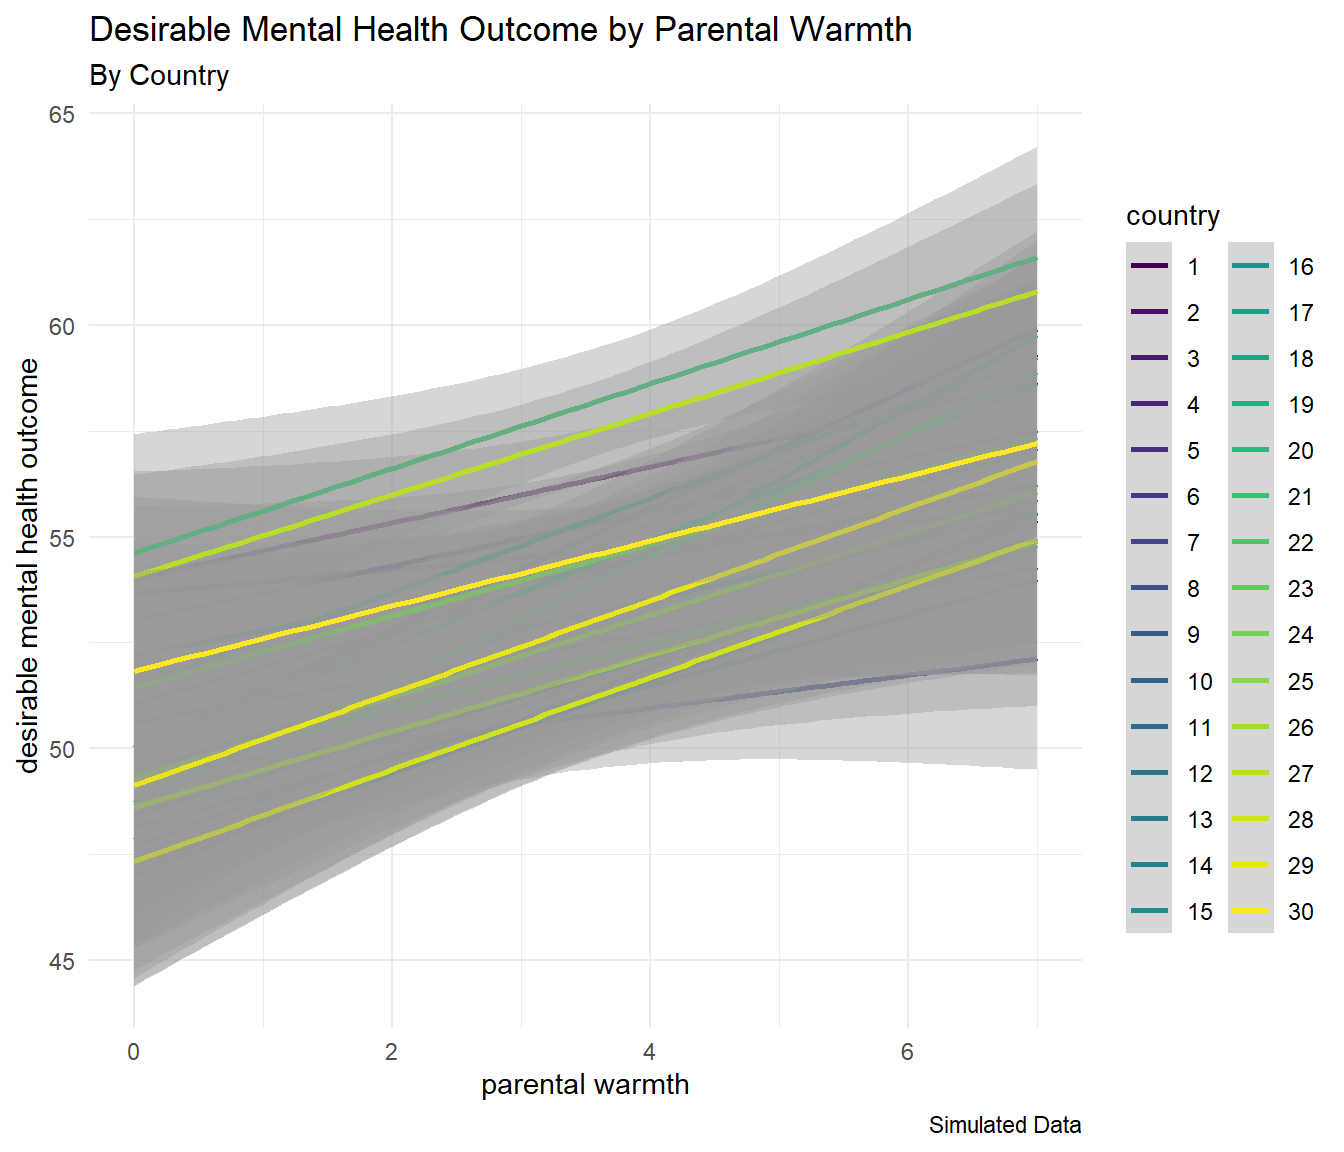 Desirable Mental Health Outcome by Parental Warmth
By Country
65
60
55
50
45
desirable mental health outcome
0 2 4 6
parental warmth
country
1 16
2 17
3 18
4 19
5 20
6 21
7 22
8 23
9 24
10 25
11 26
12 27
13 28
14 29
15 30
Simulated Data